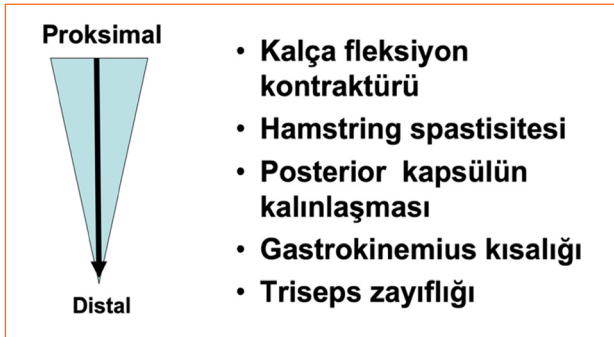 Proksimal
Distal
• Kalça fleksiyon
kontraktürü
• Hamstring spastisitesi
• Posterior kapsülün
kalınlaşması
• Gastrokinemius kısalığı
• Triseps zayıflığı